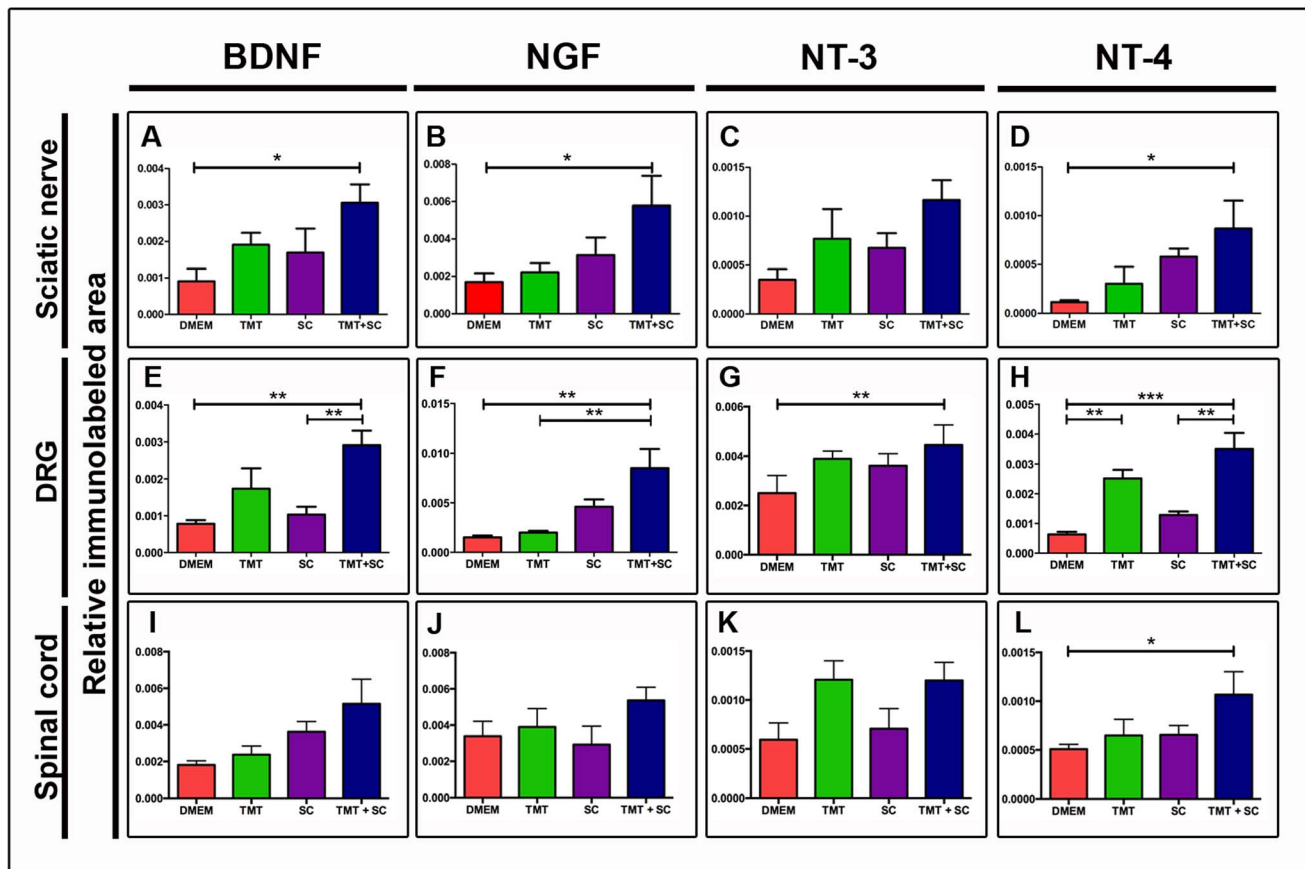 BDNF NGF NT-3 NT-4
Sciatic nerve
DRG
Spinal cord
Relative immunolabeled area
A
*
0.004
0.003
0.002
0.001
0.000
DMEM TMT SC TMT+SC
B
*
0.008
0.006
0.004
0.002
0.000
DMEM TMT SC TMT+SC
C
0.0015
0.0010
0.0005
0.0000
DMEM TMT SC TMT+SC
D
*
0.0015
0.0010
0.0005
0.0000
DMEM TMT SC TMT+SC
E
**
**
0.004
0.003
0.002
0.001
0.000
DMEM TMT SC TMT+SC
F
**
**
0.015
0.010
0.005
0.000
DMEM TMT SC TMT+SC
G
**
0.006
0.004
0.002
0.000
DMEM TMT SC TMT+SC
H
***
** **
0.005
0.004
0.003
0.002
0.001
0.000
DMEM TMT SC TMT+SC
I
0.008
0.006
0.004
0.002
0.000
DMEM TMT SC TMT + SC
J
0.008
0.006
0.004
0.002
0.000
DMEM TMT SC TMT + SC
K
0.0015
0.0010
0.0005
0.0000
DMEM TMT SC TMT + SC
L
*
0.0015
0.0010
0.0005
0.0000
DMEM TMT SC TMT + SC